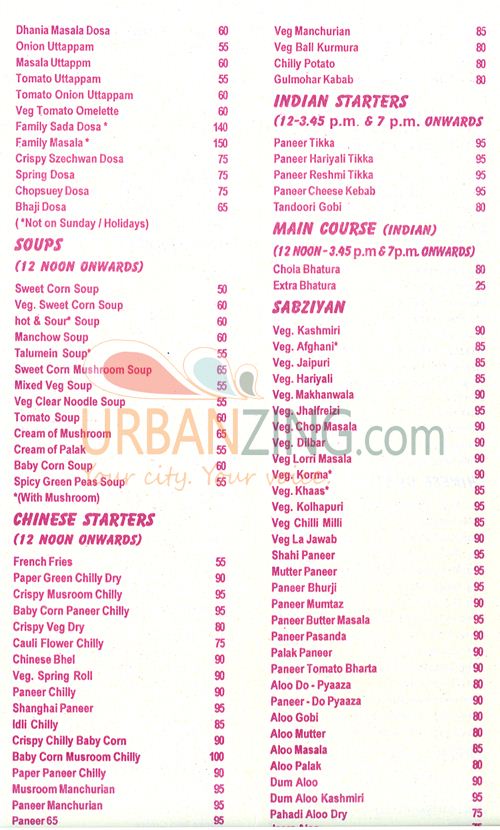 Dhania Masala Dosa 60
Onion Uttappam 55
Masala Uttappm 60
Tomato Uttappam 55
Tomato Onion Uttappam 60
Veg Tomato Omelette 60
Family Sada Dosa * 140
Family Masala * 150
Crispy Szechwan Dosa 75
Spring Dosa 75
Chopsuey Dosa 75
Bhaji Dosa 65
( *Not on Sunday / Holidays)
SOUPS
(12 NOON ONWARDS)
Sweet Corn Soup 50
Veg. Sweet Corn Soup 60
hot & Sour* Soup 60
Manchow Soup 60
Talumein Soup* 55
Sweet Corn Mushroom Soup 65
Mixed Veg Soup 55
Veg Clear Noodle Soup 55
Tomato Soup 55
Cream of Mushroom 65
Cream of Palak 55
Baby Corn Soup 60
Spicy Green Peas Soup 55
*(With Mushroom)
CHINESE STARTERS
(12 NOON ONWARDS)
French Fries 55
Paper Green Chilly Dry 90
Crispy Musroom Chilly 95
Baby Corn Paneer Chilly 95
Crispy Veg Dry 80
Cauli Flower Chilly 75
Chinese Bhel 90
Veg. Spring Roll 90
Paneer Chilly 90
Shanghai Paneer 95
Idli Chilly 85
Crispy Chilly Baby Corn 90
Baby Corn Musroom Chilly 100
Paper Paneer Chilly 90
Musroom Manchurian 95
Paneer Manchurian 95
Paneer 65 95
Veg Manchurian 85
Veg Ball Kurmura 80
Chilly Potato 80
Gulmohar Kabab 80
INDIAN STARTERS
(12-3.45 p.m. & 7 p.m. ONWARDS
Paneer Tikka 95
Paneer Hariyali Tikka 95
Paneer Reshmi Tikka 95
Paneer Cheese Kebab 95
Tandoori Gobi 80
MAIN COURSE (INDIAN)
(12 NOON-3.45 p.m & 7p.m. ONWARDS)
Chola Bhatura 80
Extra Bhatura 25
SABZIYAN
Veg. Kashmiri 90
Veg. Afghani* 85
Veg. Jaipuri 85
Veg. Hariyali 85
Veg. Makhanwala 90
Veg. Jhalfreizi 95
Veg. Chop Masala 90
Veg. Dilbar 90
Veg Lorri Masala 90
Veg. Korma* 90
Veg. Khaas* 85
Veg. Kolhapuri 95
Veg Chilli Milli 85
Veg La Jawab 90
Shahi Paneer 90
Mutter Paneer 90
Paneer Bhurji 95
Paneer Mumtaz 90
Paneer Butter Masala 95
Paneer Pasanda 90
Palak Paneer 90
Paneer Tomato Bharta 90
Aloo Do - Pyaaza 80
Paneer - Do Pyaaza 90
Aloo Gobi 80
Aloo Mutter 80
Aloo Masala 85
Aloo Palak 80
Dum Aloo 90
Dum Aloo Kashmiri 95
Pahadi Aloo Dry 75
URBANZING.com
Your city. Your value.